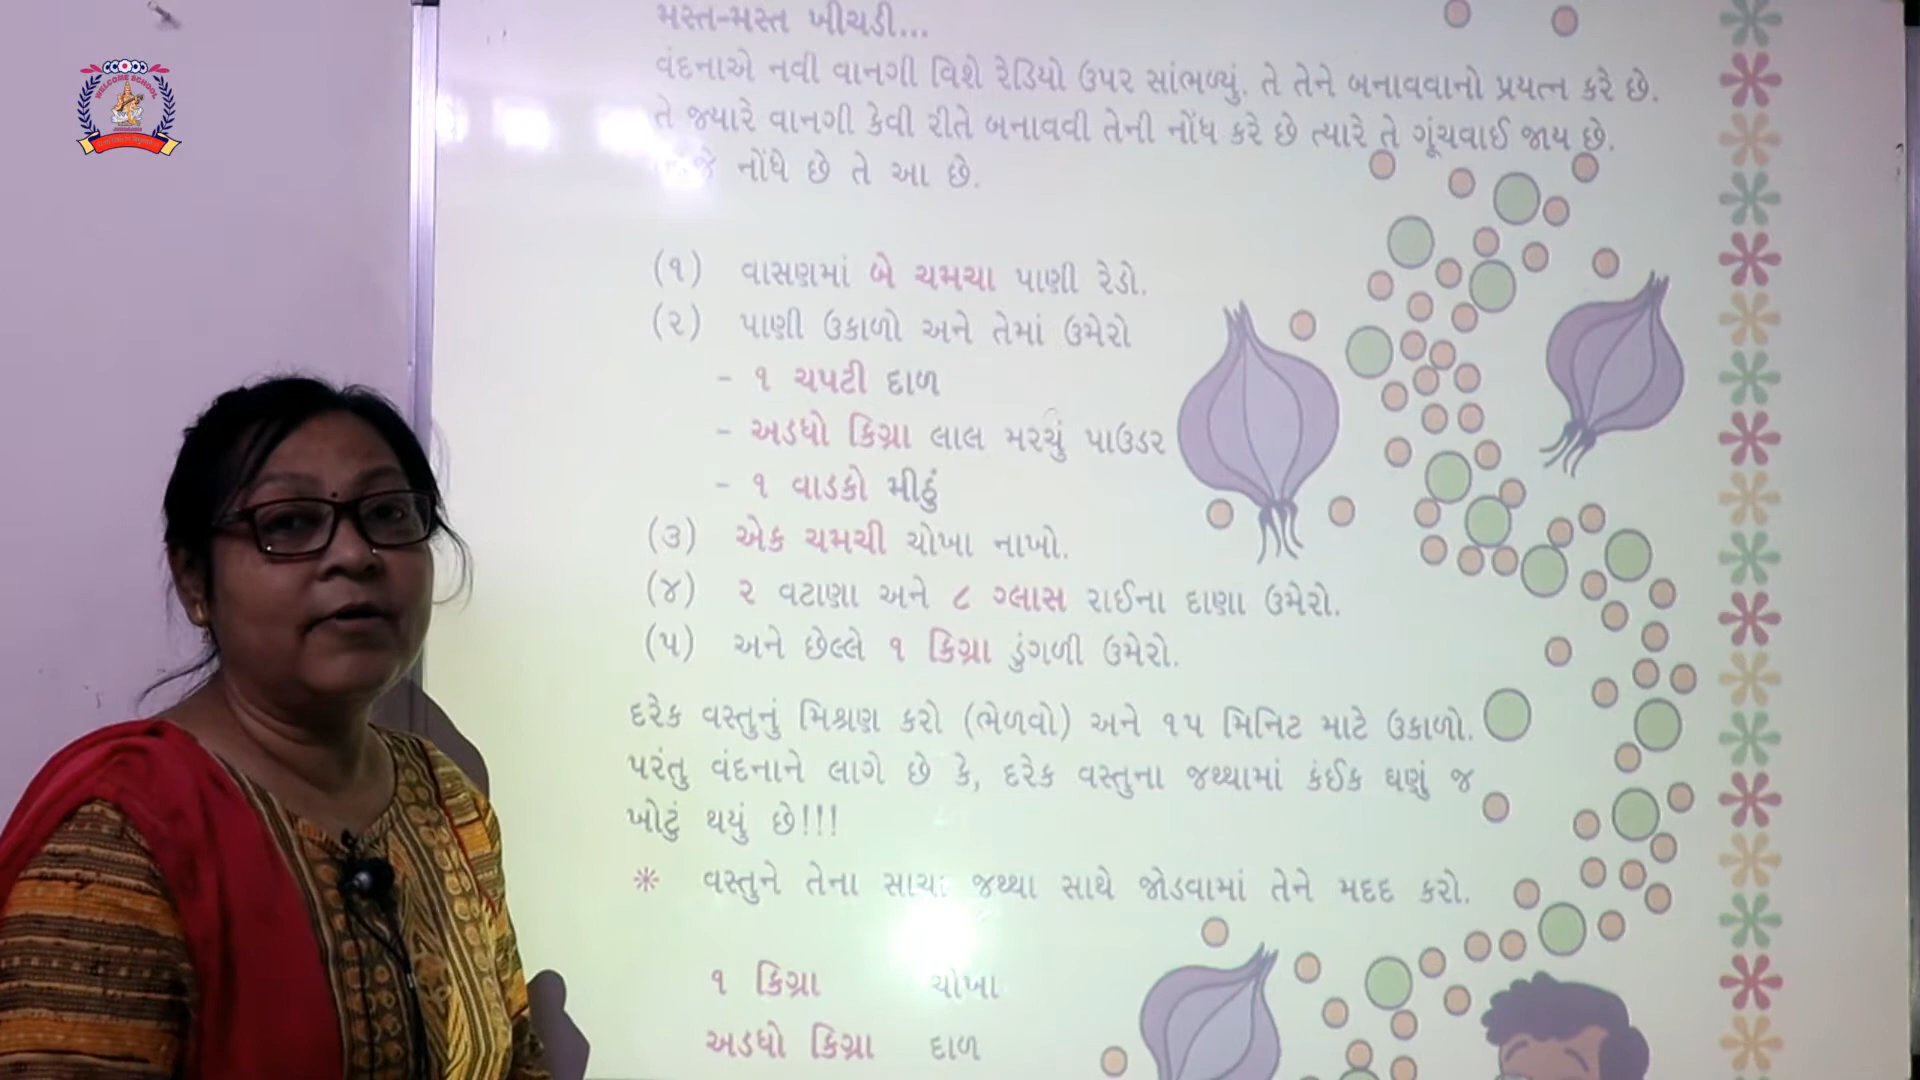 WELCOME SCHOOL
મસ્ત-મસ્ત ખીચડી...
વંદનાએ નવી વાનગી વિશે રેડિયો ઉપર સાંભળ્યું. તે તેને બનાવવાનો પ્રયત્ન કરે છે.
તે જ્યારે વાનગી કેવી રીતે બનાવવી તેની નોંધ કરે છે ત્યારે તે ગૂંચવાઈ જાય છે.
જે નોંધે છે તે આ છે.
(૧) વાસણમાં બે ચમચા પાણી રેડો.
(૨) પાણી ઉકાળો અને તેમાં ઉમેરો
- ૧ ચપટી દાળ
- અડધો કિગ્રા લાલ મરચું પાઉડર
- ૧ વાડકો મીઠું
(૩) એક ચમચી ચોખા નાખો.
(૪) ૨ વટાણા અને ૮ ગ્લાસ રાઈના દાણા ઉમેરો.
(૫) અને છેલ્લે ૧ કિગ્રા ડુંગળી ઉમેરો.
દરેક વસ્તુનું મિશ્રણ કરો (ભેળવો) અને ૧૫ મિનિટ માટે ઉકાળો.
પરંતુ વંદનાને લાગે છે કે, દરેક વસ્તુના જથ્થામાં કંઈક ઘણું જ
ખોટું થયું છે!!!
* વસ્તુને તેના સાચા જથ્થા સાથે જોડવામાં તેને મદદ કરો.
૧ કિગ્રા ચોખા
અડધો કિગ્રા દાળ